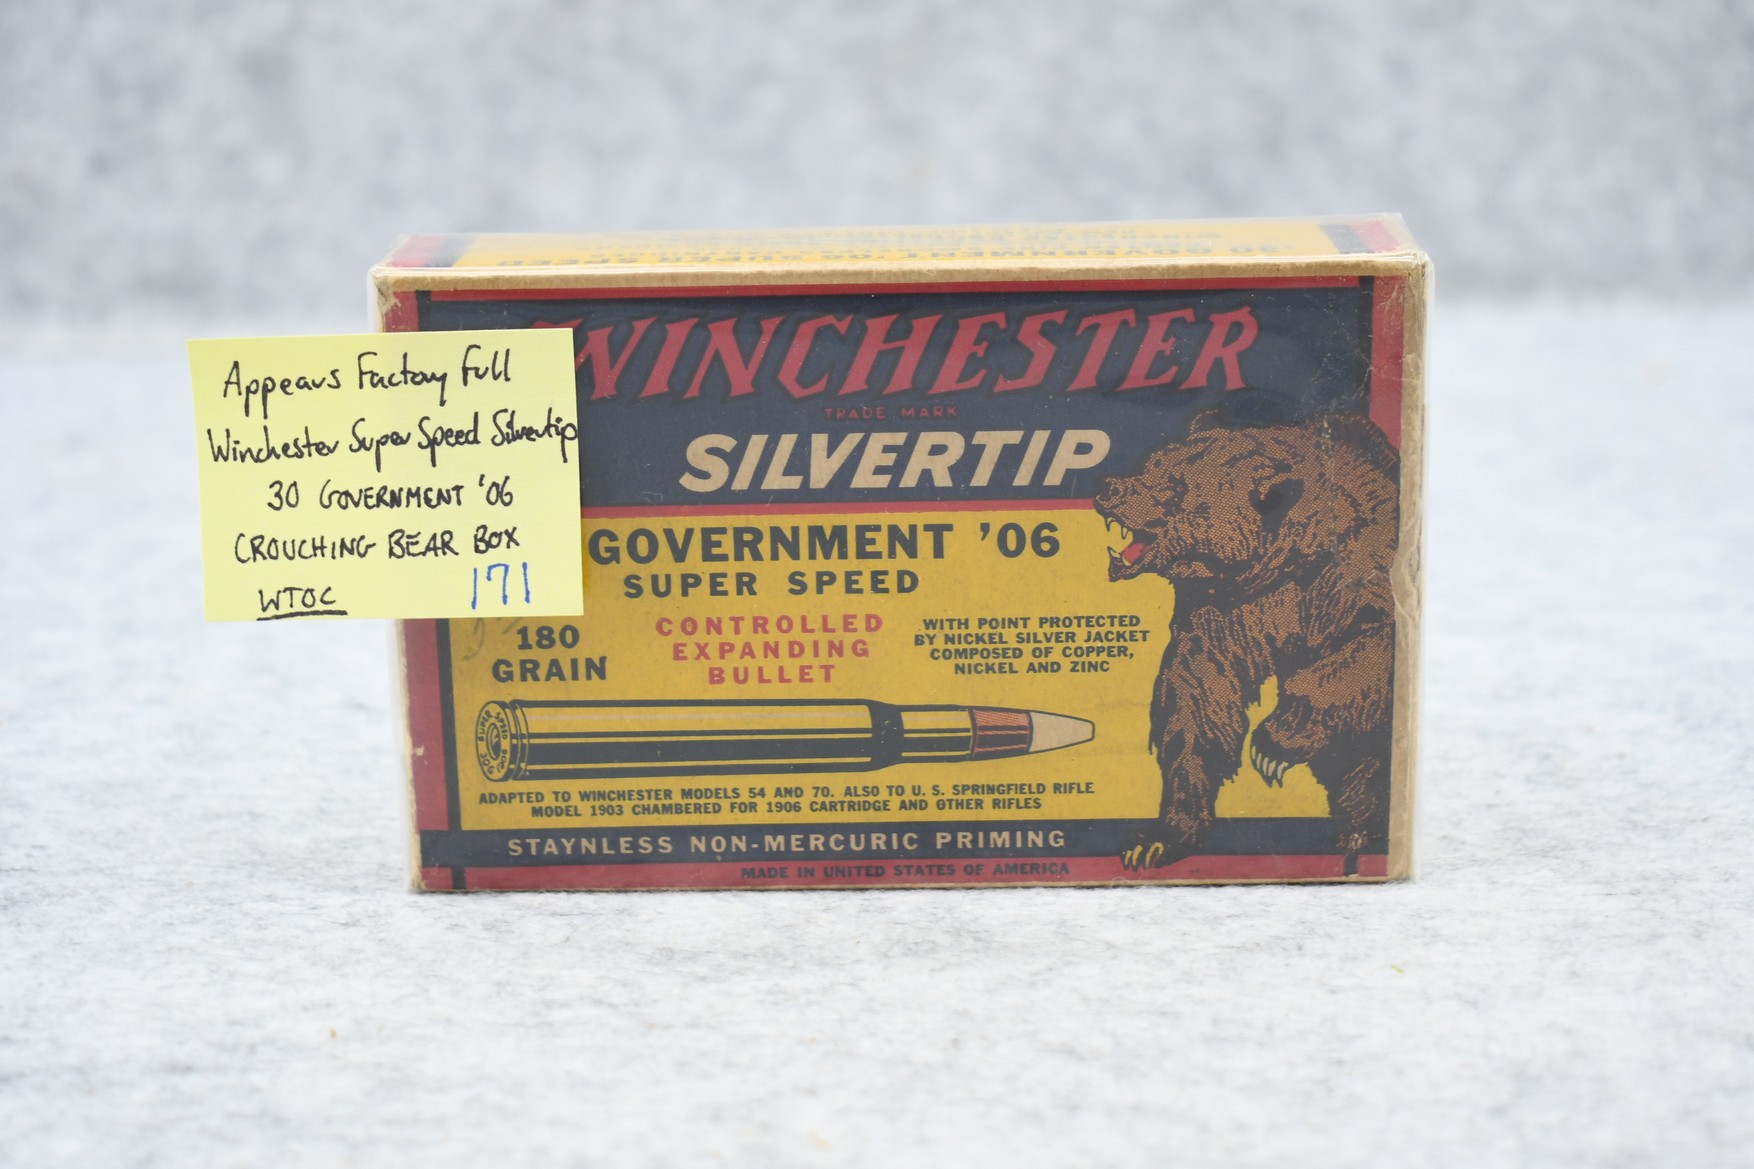 Appears Factory Full
Winchester Super Speed Silvertip
30 GOVERNMENT '06
CROUCHING BEAR BOX
WTOC 171
WINCHESTER
TRADE MARK
SILVERTIP
GOVERNMENT '06
SUPER SPEED
180
GRAIN
CONTROLLED
EXPANDING
BULLET
WITH POINT PROTECTED
BY NICKEL SILVER JACKET
COMPOSED OF COPPER,
NICKEL AND ZINC
SUPER SPEED
ADAPTED TO WINCHESTER MODELS 54 AND 70. ALSO TO U. S. SPRINGFIELD RIFLE
MODEL 1903 CHAMBERED FOR 1906 CARTRIDGE AND OTHER RIFLES
STAYNLESS NON-MERCURIC PRIMING
MADE IN UNITED STATES OF AMERICA